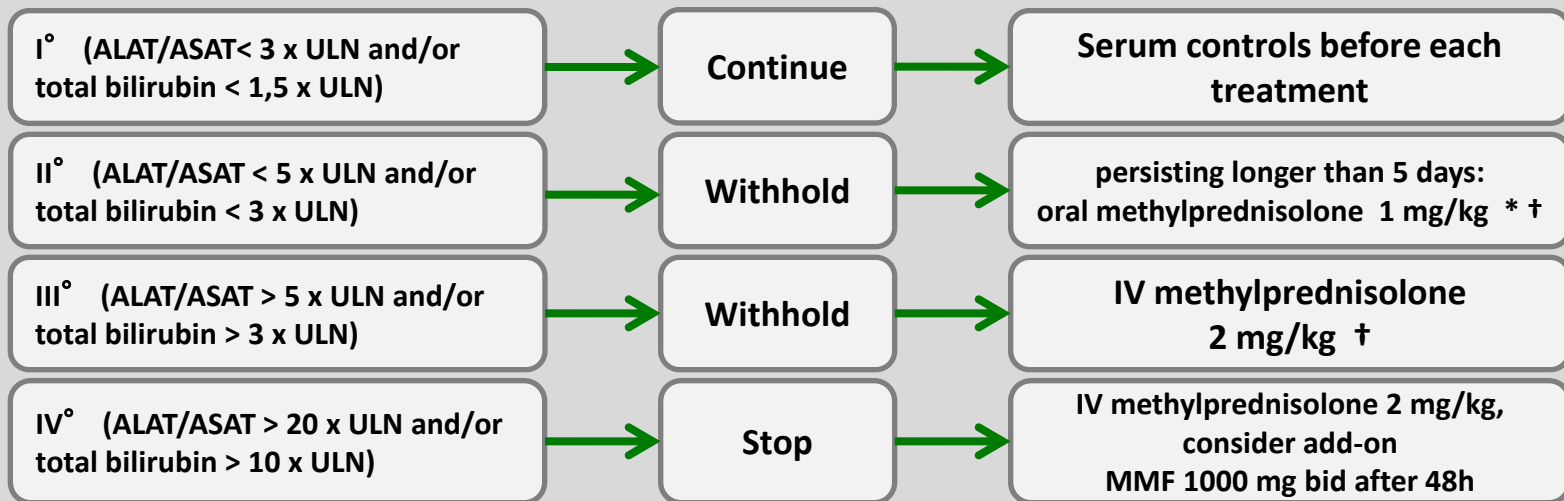 I° (ALAT/ASAT< 3 x ULN and/or
total bilirubin < 1,5 x ULN)
Continue
Serum controls before each
treatment
II° (ALAT/ASAT < 5 x ULN and/or
total bilirubin < 3 x ULN)
Withhold
persisting longer than 5 days:
oral methylprednisolone 1 mg/kg * †
III° (ALAT/ASAT > 5 x ULN and/or
total bilirubin > 3 x ULN)
Withhold
IV methylprednisolone
2 mg/kg †
IV° (ALAT/ASAT > 20 x ULN and/or
total bilirubin > 10 x ULN)
Stop
IV methylprednisolone 2 mg/kg,
consider add-on
MMF 1000 mg bid after 48h